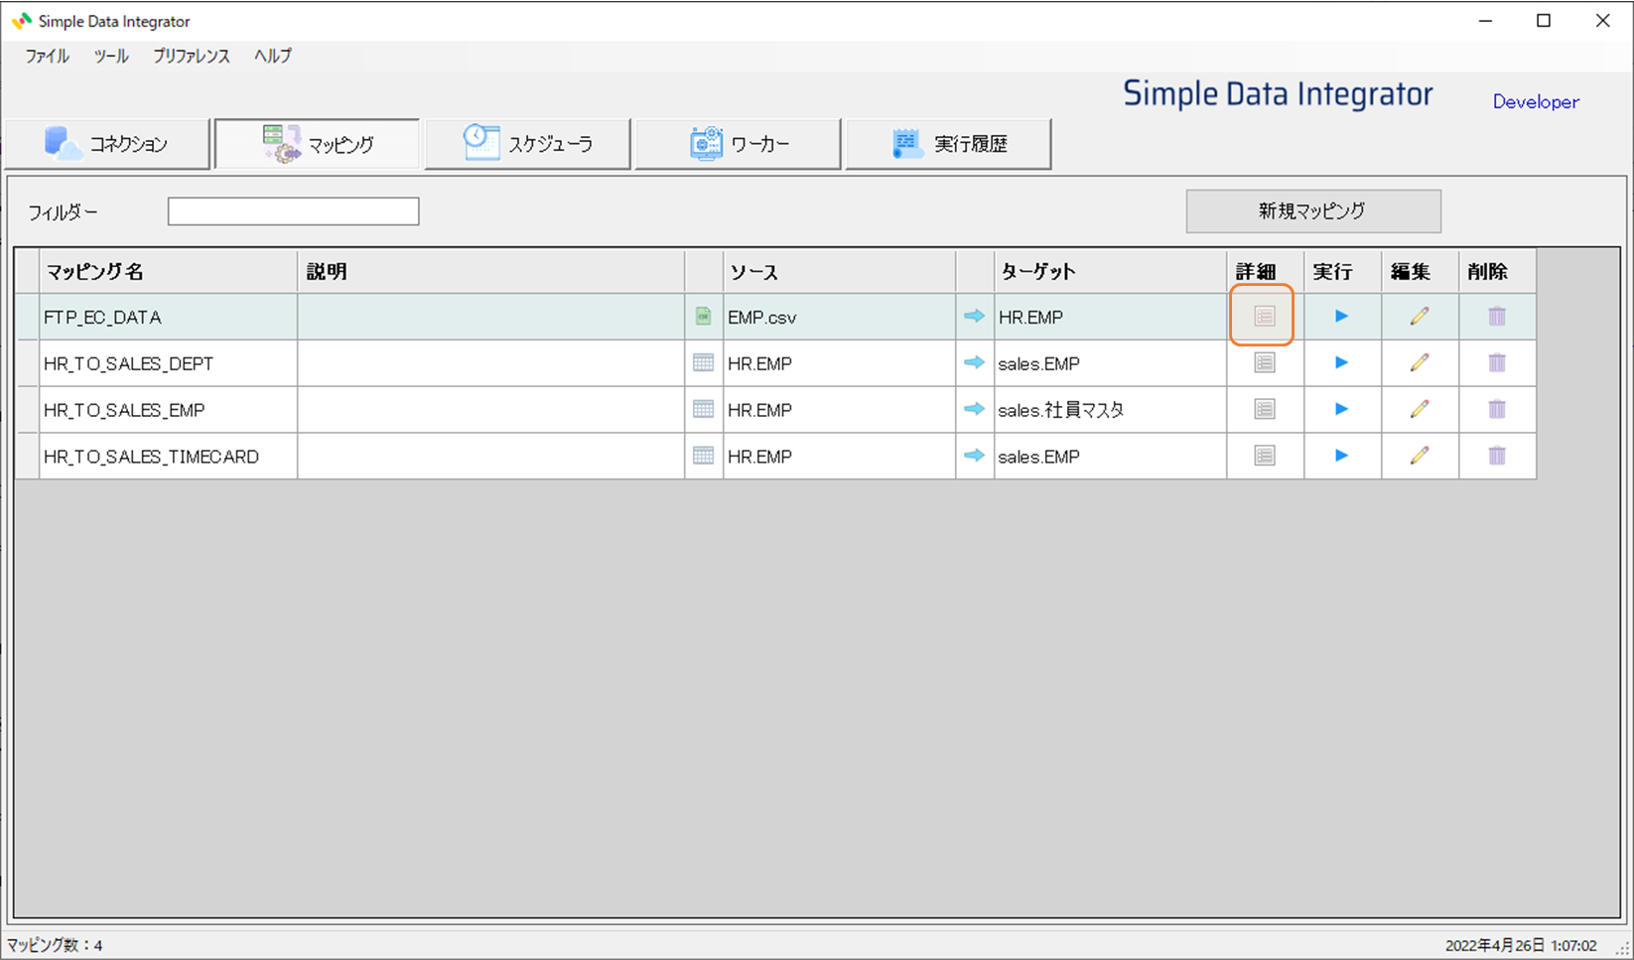 Simple Data Integrator
ファイル ツール プリファレンス ヘルプ
Simple Data Integrator Developer
コネクション マッピング スケジューラ ワーカー 実行履歴
フィルダー 新規マッピング
マッピング名 説明 ソース ターゲット 詳細 実行 編集 削除
FTP_EC_DATA EMP.csv HR.EMP
HR_TO_SALES_DEPT HR.EMP sales.EMP
HR_TO_SALES_EMP HR.EMP sales.社員マスタ
HR_TO_SALES_TIMECARD HR.EMP sales.EMP
マッピング数：4 2022年4月26日 1:07:02